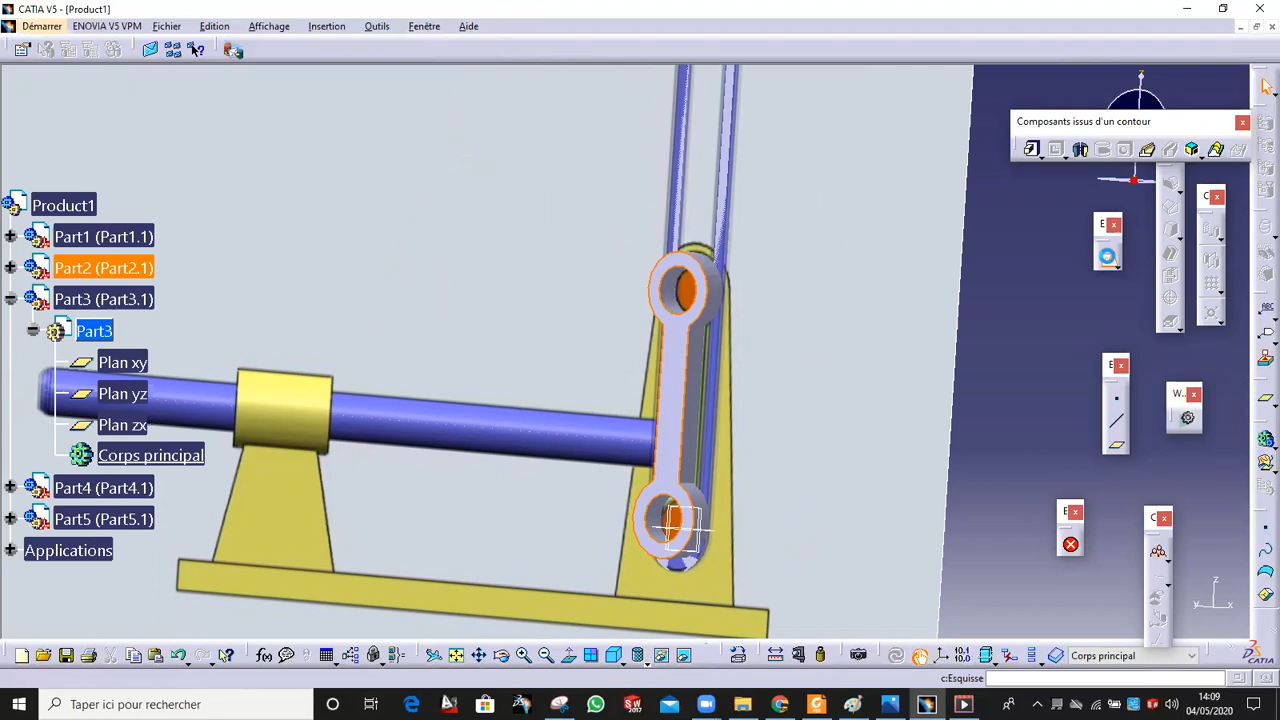 CATIA V5 - [Product1]
Démarrer ENOVIA V5 VPM Fichier Edition Affichage Insertion Outils Fenêtre Aide
Composants issus d'un contour
Product1
Part1 (Part1.1)
Part2 (Part2.1)
Part3 (Part3.1)
Part3
Plan xy
Plan yz
Plan zx
Corps principal
Part4 (Part4.1)
Part5 (Part5.1)
Applications
z
E
C
E
W...
E
C
z
y
x
Corps principal
CATIA
c:Esquisse
Taper ici pour rechercher
14:09
04/05/2020